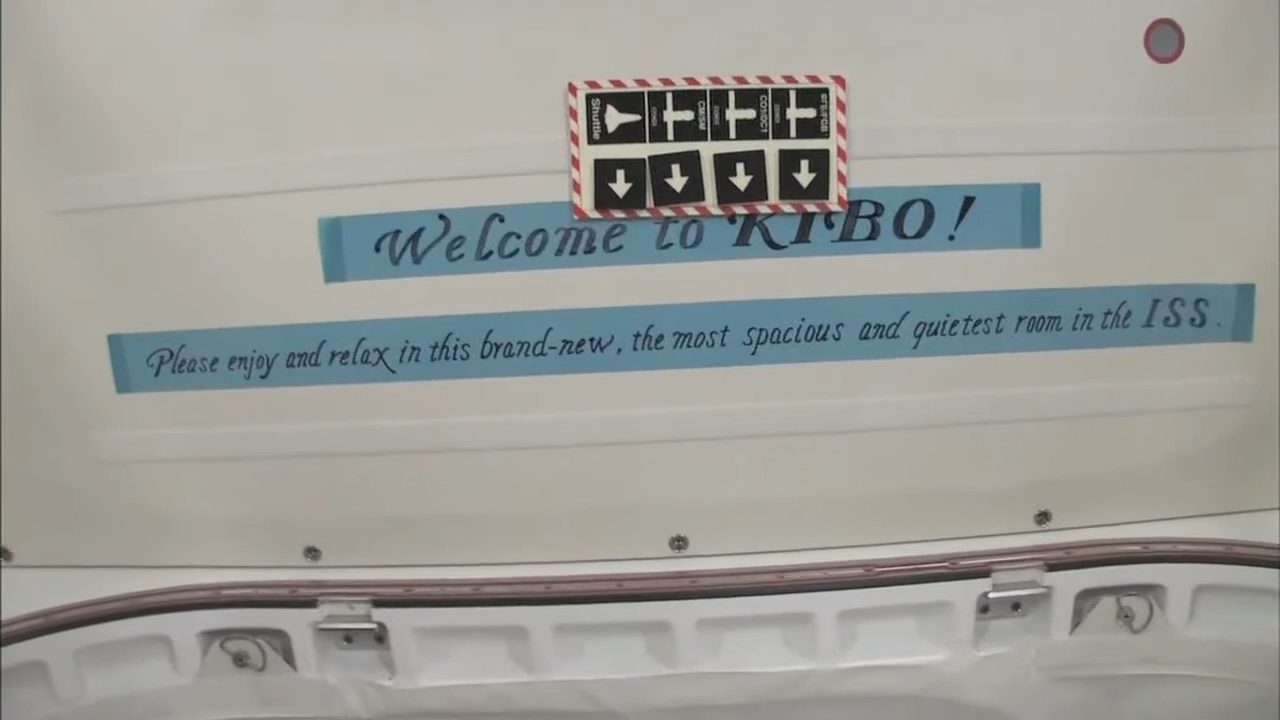 Shuttle
Welcome to KIBO!
Please enjoy and relax in this brand-new, the most spacious and quietest room in the ISS.